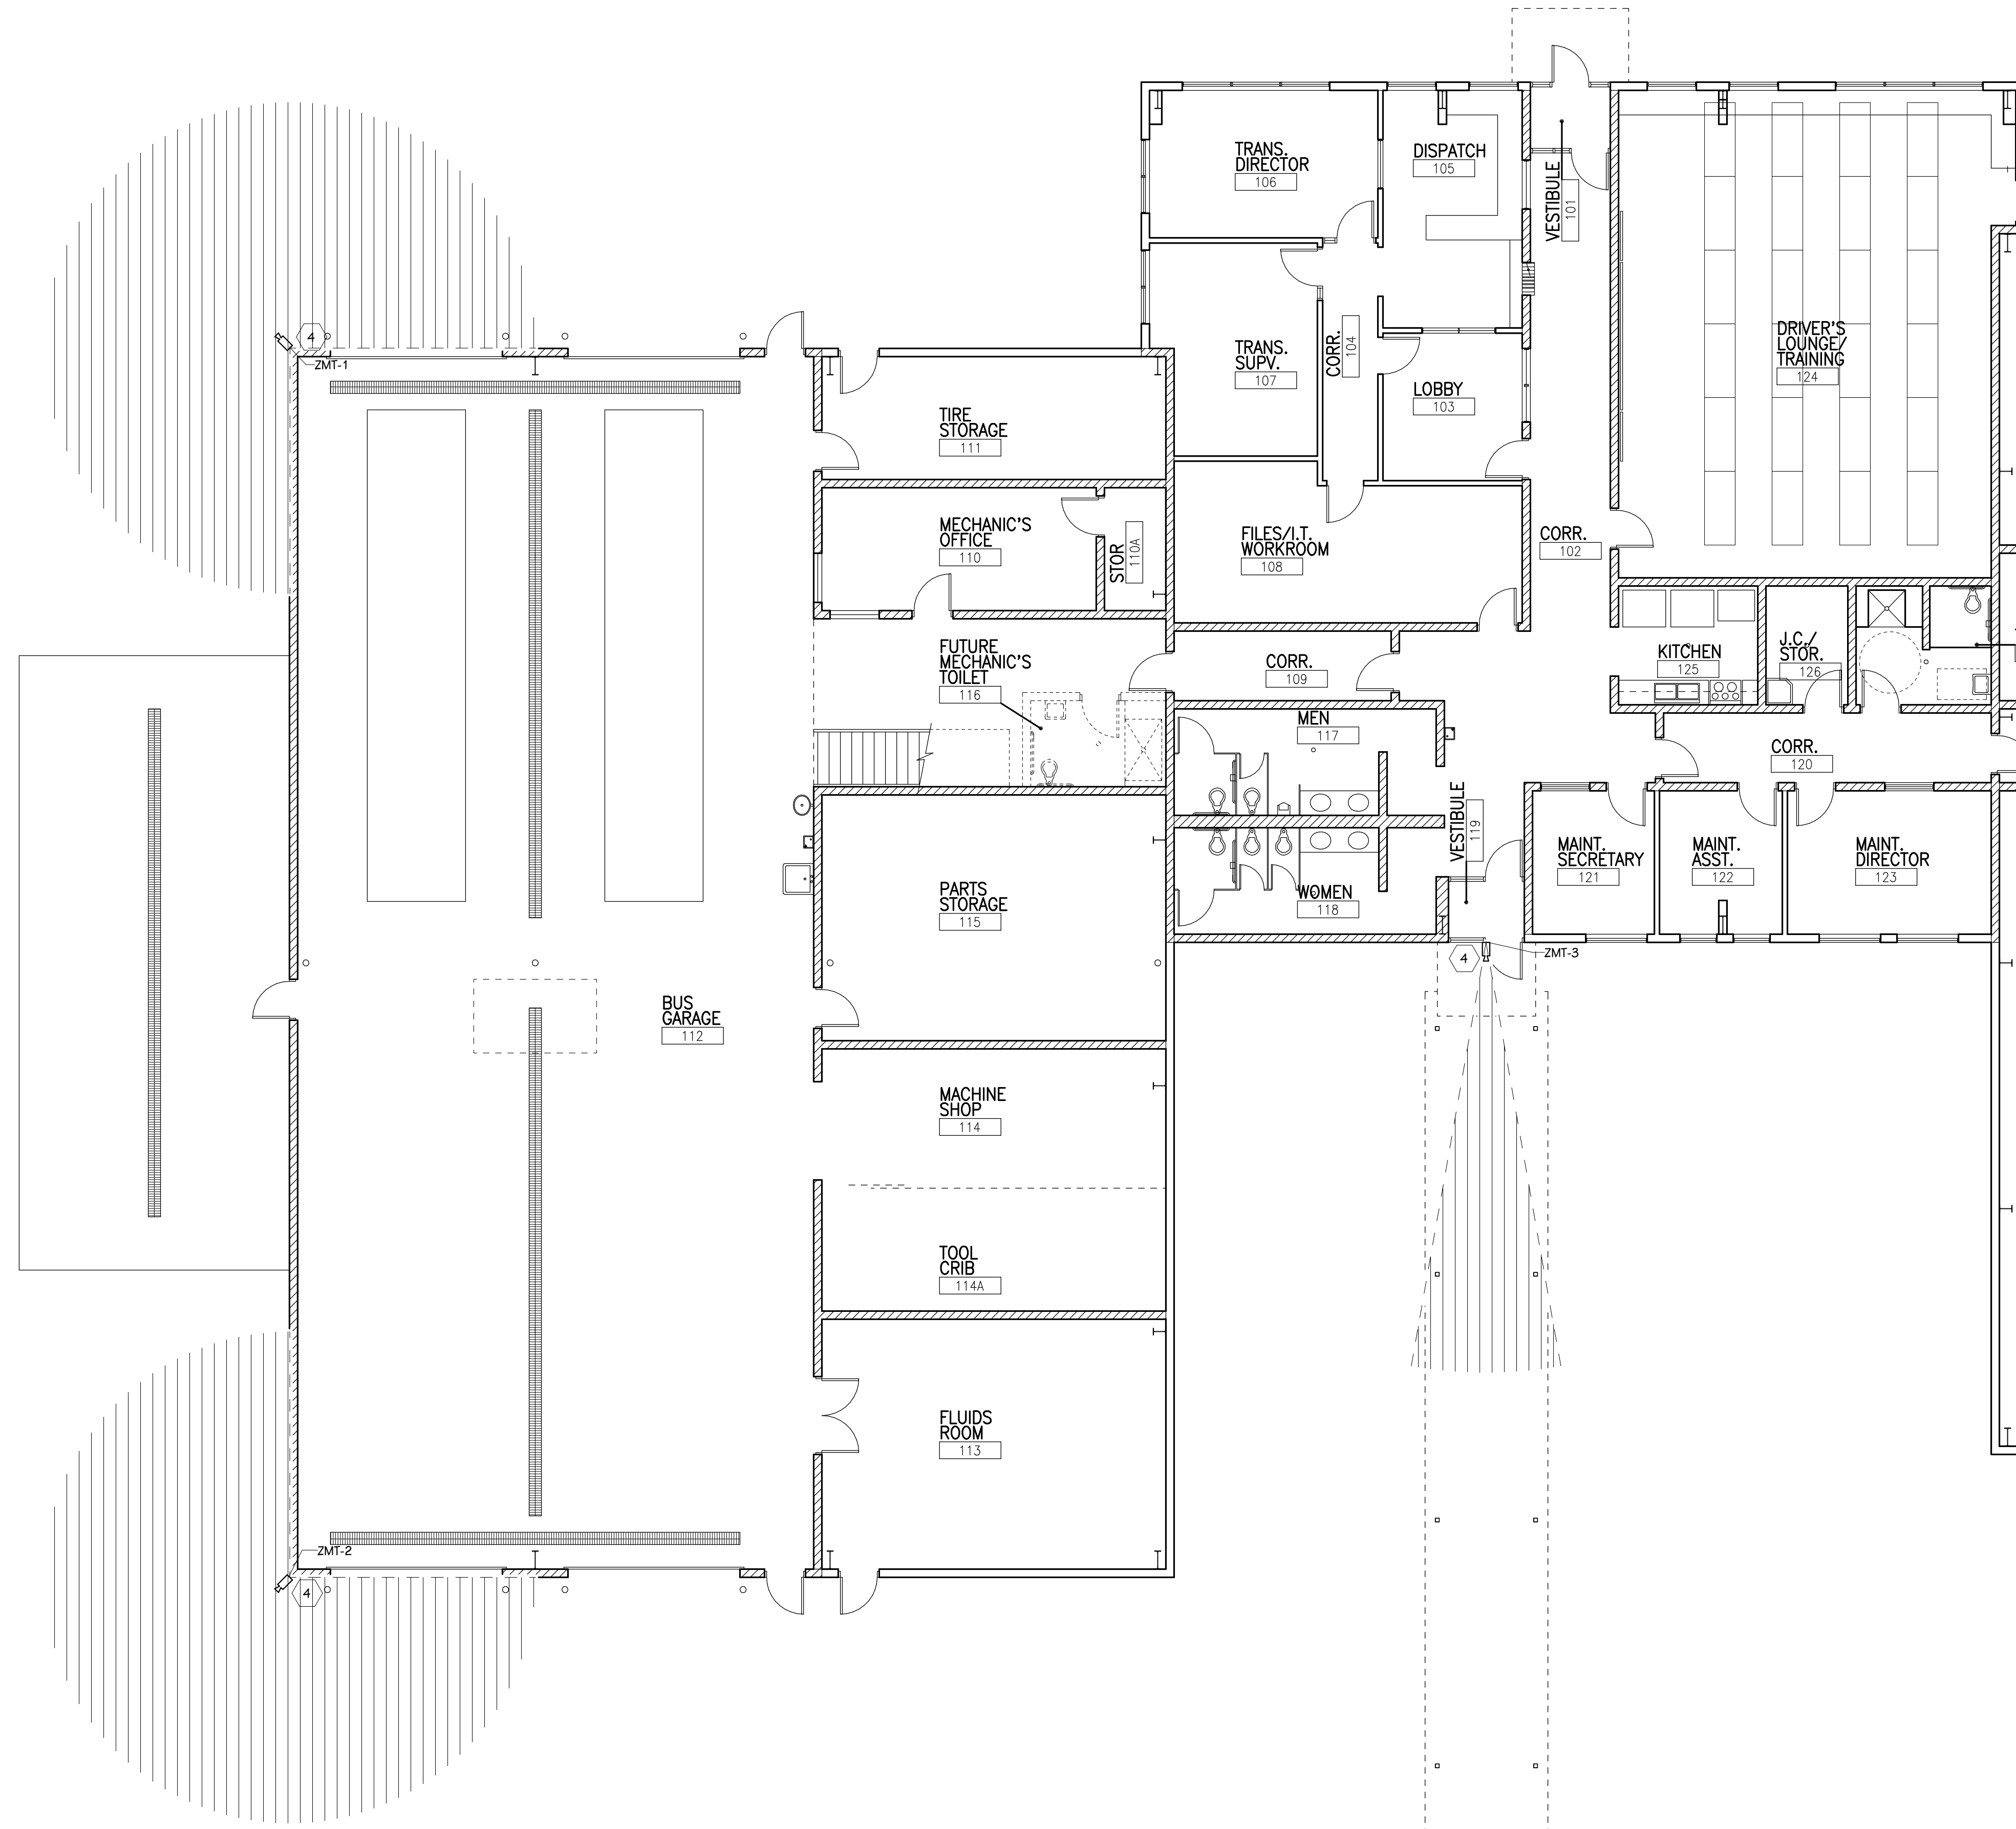 TRANS.
DIRECTOR
106
DISPATCH
105
VESTIBULE
101
4
ZMT-1
TRANS.
SUPV.
107
CORR.
104
LOBBY
103
DRIVER'S
LOUNGE/
TRAINING
124
TIRE
STORAGE
111
MECHANIC'S
OFFICE
110
STOR
110A
FILES/I.T.
WORKROOM
108
CORR.
102
FUTURE
MECHANIC'S
TOILET
116
CORR.
109
KITCHEN
125
J.C./
STOR.
126
MEN
117
CORR.
120
VESTIBULE
119
MAINT.
SECRETARY
121
MAINT.
ASST.
122
MAINT.
DIRECTOR
123
PARTS
STORAGE
115
WOMEN
118
4
ZMT-3
BUS
GARAGE
112
MACHINE
SHOP
114
TOOL
CRIB
114A
FLUIDS
ROOM
113
ZMT-2
4